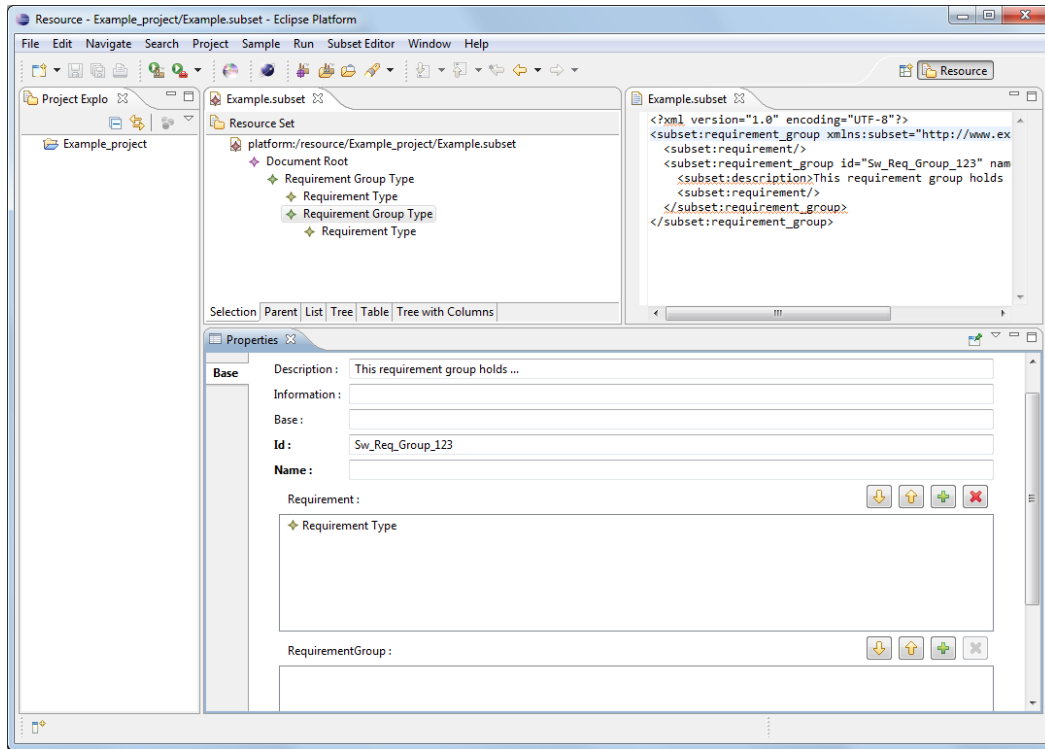 Resource - Example_project/Example.subset - Eclipse Platform
File Edit Navigate Search Project Sample Run Subset Editor Window Help
Resource
Project Explo
Example_project
Example.subset
Resource Set
platform:/resource/Example_project/Example.subset
Document Root
Requirement Group Type
Requirement Type
Requirement Group Type
Requirement Type
Selection Parent List Tree Table Tree with Columns
Example.subset
<?xml version="1.0" encoding="UTF-8"?>
<subset:requirement_group xmlns:subset="http://www.ex
<subset:requirement/>
<subset:requirement_group id="Sw_Req_Group_123" nam
<subset:description>This requirement group holds
<subset:requirement/>
</subset:requirement_group>
</subset:requirement_group>
Properties
Base
Description : This requirement group holds ...
Information :
Base :
Id : Sw_Req_Group_123
Name :
Requirement :
Requirement Type
RequirementGroup :